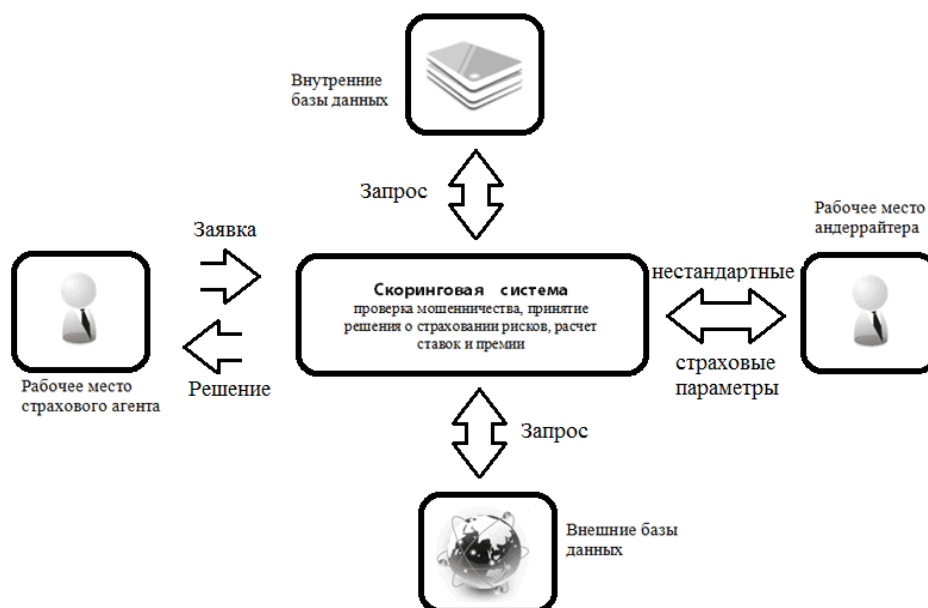 Внутренние
базы данных
Запрос
Рабочее место
андеррайтера
Заявка
Скоринговая система
проверка мошенничества, принятие
решения о страховании рисков, расчет
ставок и премии
нестандартные
страховые
параметры
Решение
Рабочее место
страхового агента
Запрос
Внешние базы
данных